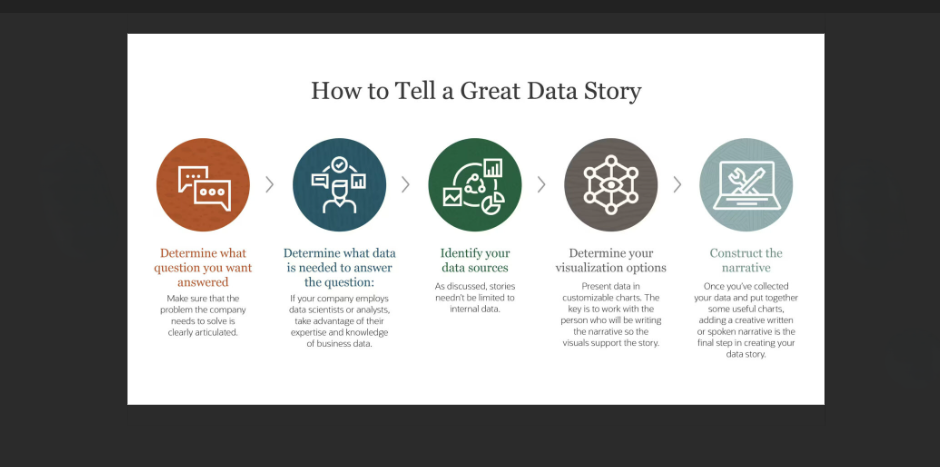 How to Tell a Great Data Story
Determine what
question you want
answered
Make sure that the
problem the company
needs to solve is
clearly articulated.
Determine what data
is needed to answer
the question:
If your company employs
data scientists or analysts,
take advantage of their
expertise and knowledge
of business data.
Identify your
data sources
As discussed, stories
needn't be limited to
internal data.
Determine your
visualization options
Present data in
customizable charts. The
key is to work with the
person who will be writing
the narrative so the
visuals support the story.
Construct the
narrative
Once you've collected
your data and put together
some useful charts,
adding a creative written
or spoken narrative is the
final step in creating your
data story.